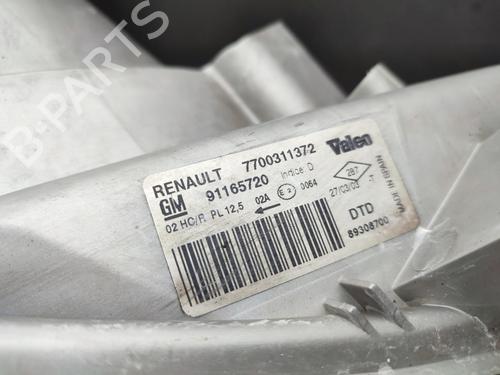 B-PARTS
RENAULT 7700311372 Valeo
GM 91165720 Indice: D
02 HC/R PL 12,5 02A E2 0064 27/03/03
287
MADE IN SPAIN
DTD
89308700